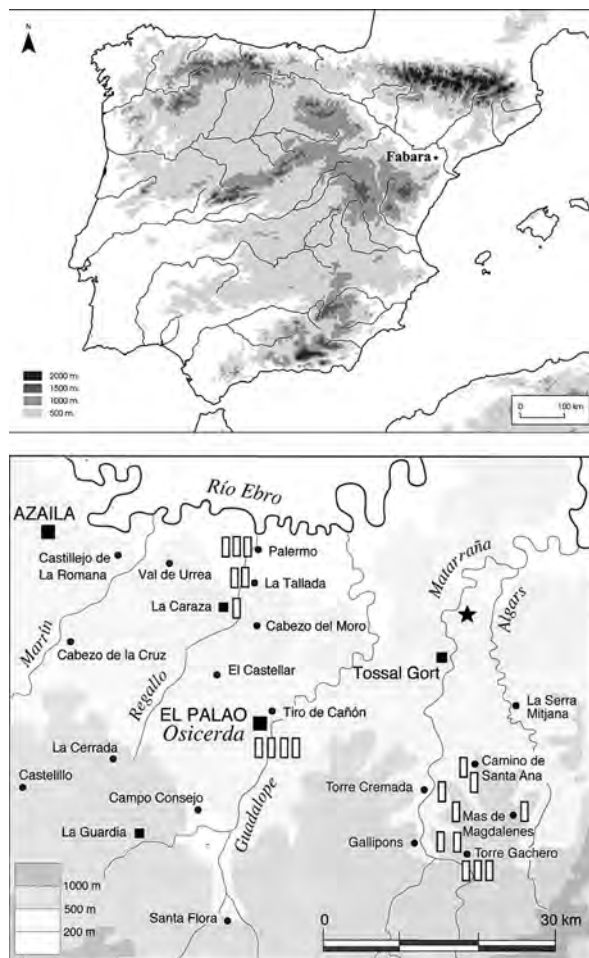 N
Fabara
2000 m.
1500 m.
1000 m.
500 m.
0 100 km
Río Ebro
AZAILA
Castillejo de
La Romana
Val de Urrea
Palermo
La Tallada
La Caraza
Cabezo del Moro
Marín
Cabezo de la Cruz
Regallo
El Castellar
Matarraña
Algars
Tossal Gort
EL PALAO
Osicerda
Tiro de Cañón
La Serra
Mitjana
La Cerrada
Castelillo
Campo Consejo
La Guardia
Guadalope
Torre Cremada
Camino de
Santa Ana
Mas de
Magdalenes
Gallipons
Torre Gachero
Santa Flora
1000 m
500 m
200 m
0 30 km